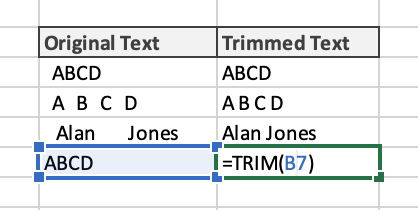 Original Text Trimmed Text
ABCD ABCD
A  B  C  D A B C D
Alan      Jones Alan Jones
ABCD =TRIM(B7)